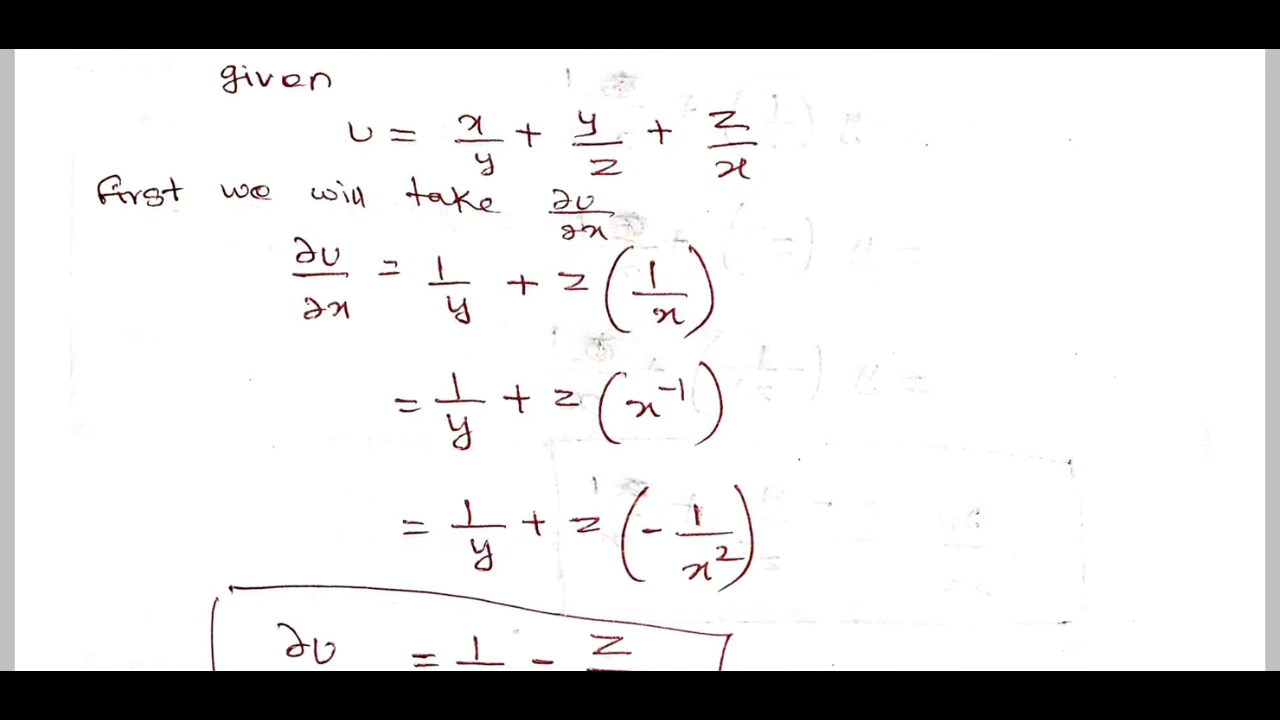 given
υ = x/y + y/z + z/x
First we will take ∂υ/∂x
∂υ/∂x = 1/y + z(1/x)
= 1/y + z(x⁻¹)
= 1/y + z(-1/x²)
∂υ = 1 - z